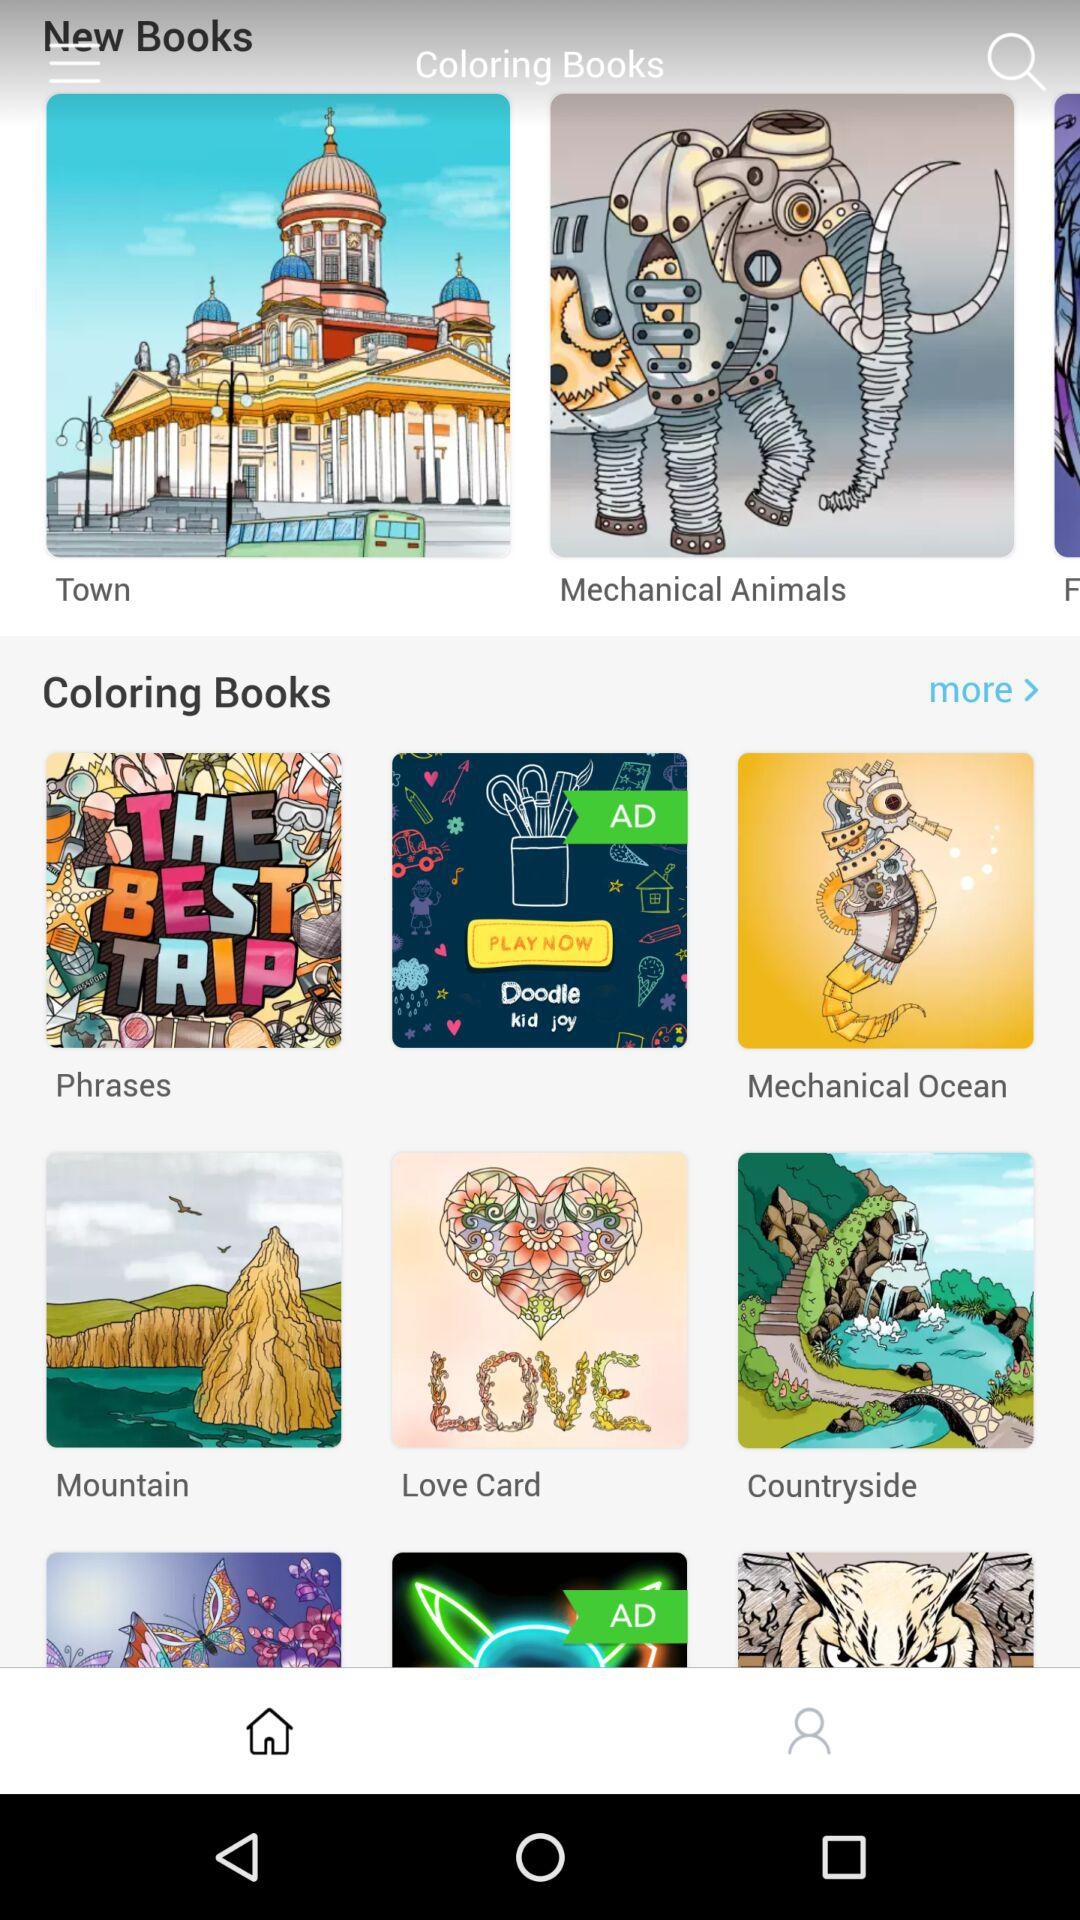 New Books
Coloring Books
Town
Mechanical Animals
F
Coloring Books
more
THE
BEST
TRIP
PASSPORT
AD
PLAY NOW
Doodle
kid joy
Phrases
Mechanical Ocean
LOVE
Mountain
Love Card
Countryside
AD